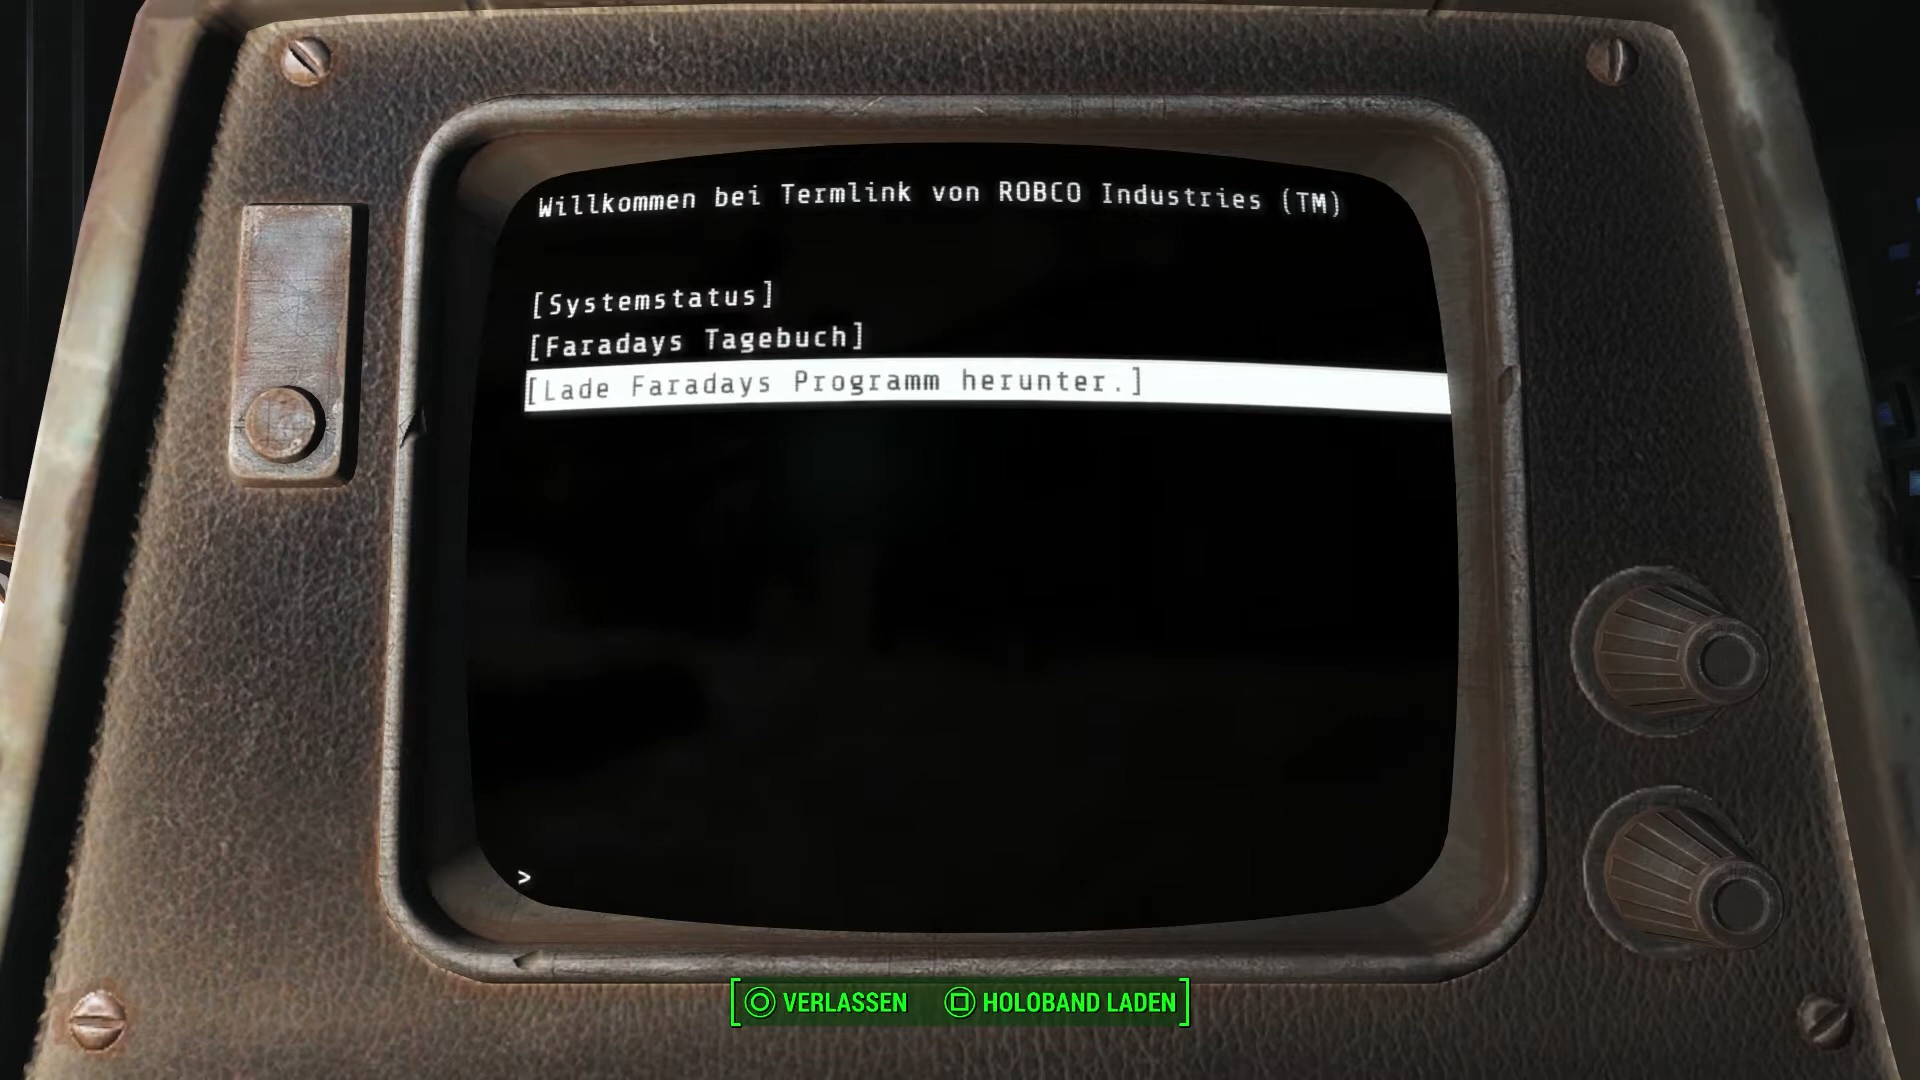 Willkommen bei Termlink von ROBCO Industries (TM)
[Systemstatus]
[Faradays Tagebuch]
[Lade Faradays Programm herunter.]
>
VERLASSEN HOLOBAND LADEN